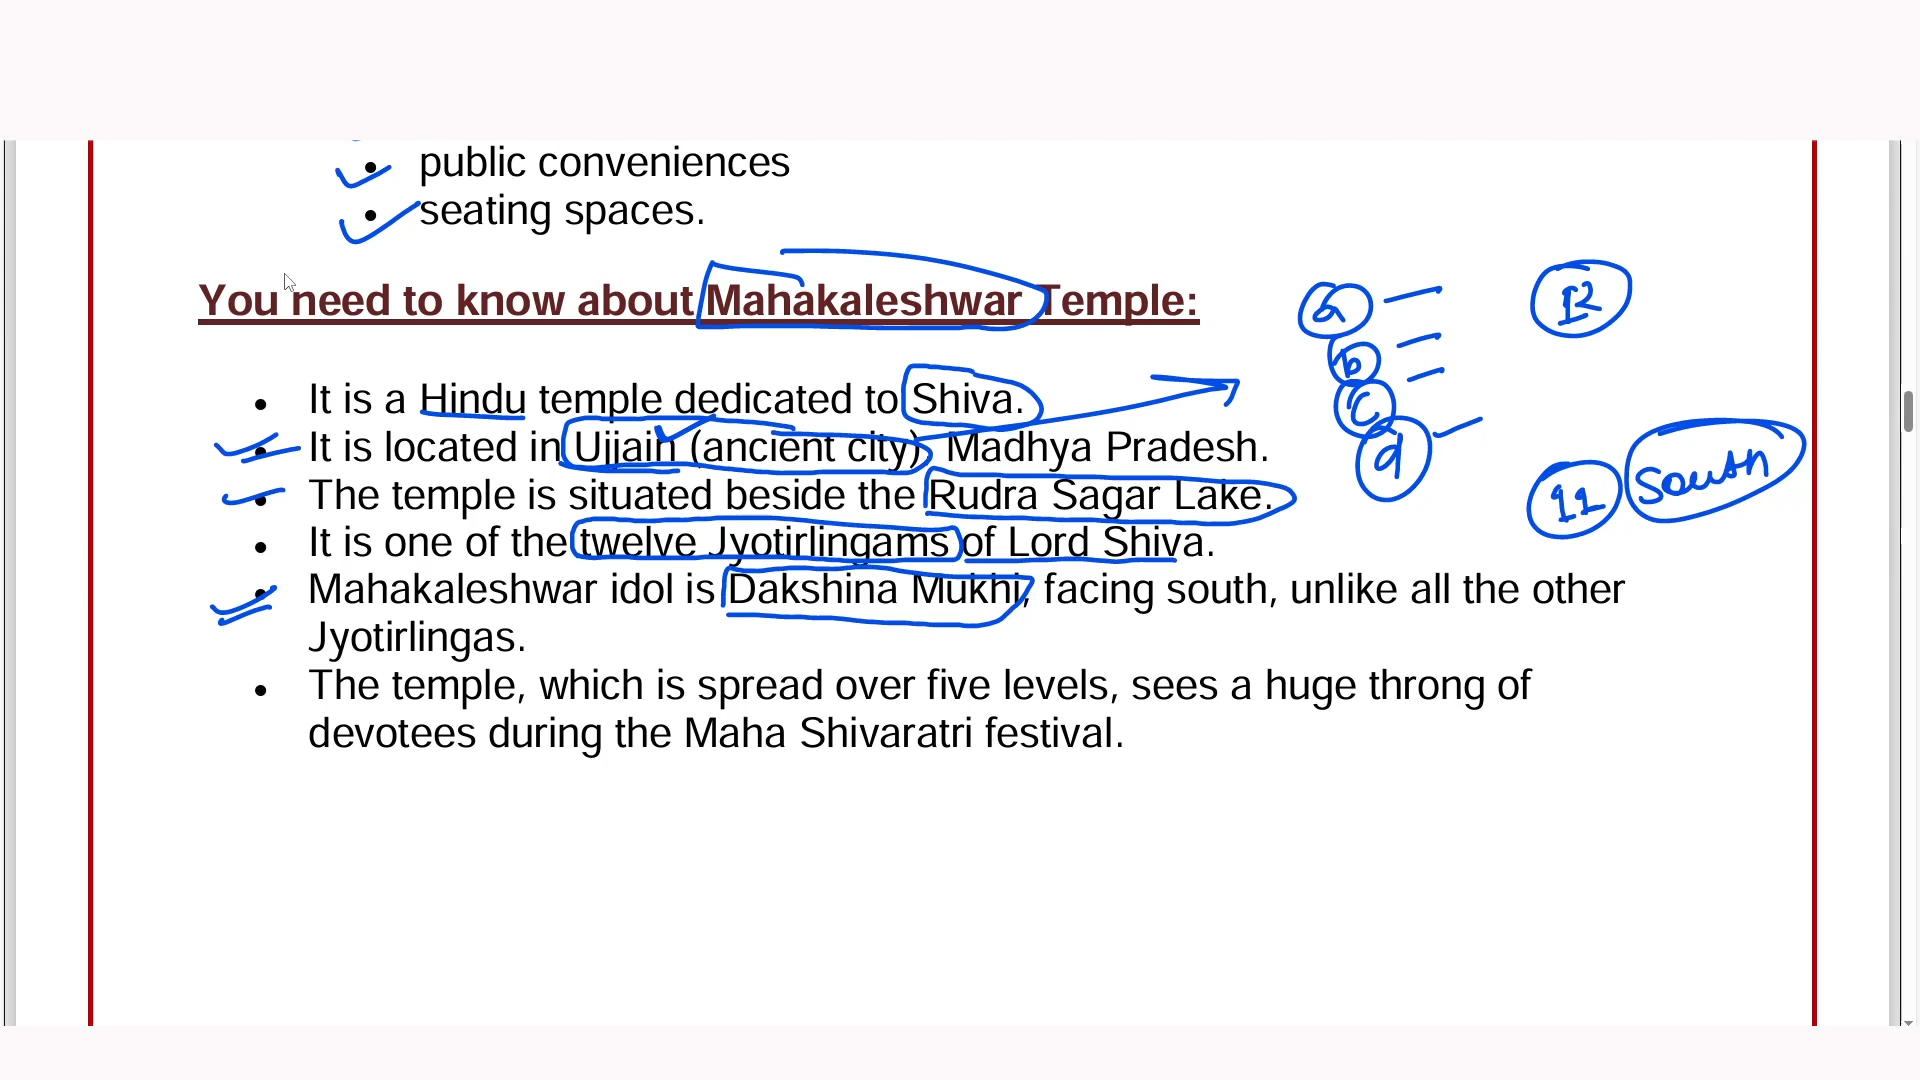 • public conveniences
• seating spaces.
You need to know about Mahakaleshwar Temple:
• It is a Hindu temple dedicated to Shiva.
• It is located in Ujjain (ancient city), Madhya Pradesh.
• The temple is situated beside the Rudra Sagar Lake.
• It is one of the twelve Jyotirlingams of Lord Shiva.
• Mahakaleshwar idol is Dakshina Mukhi, facing south, unlike all the other
Jyotirlingas.
• The temple, which is spread over five levels, sees a huge throng of
devotees during the Maha Shivaratri festival.
a
b
c
d
12
11 South